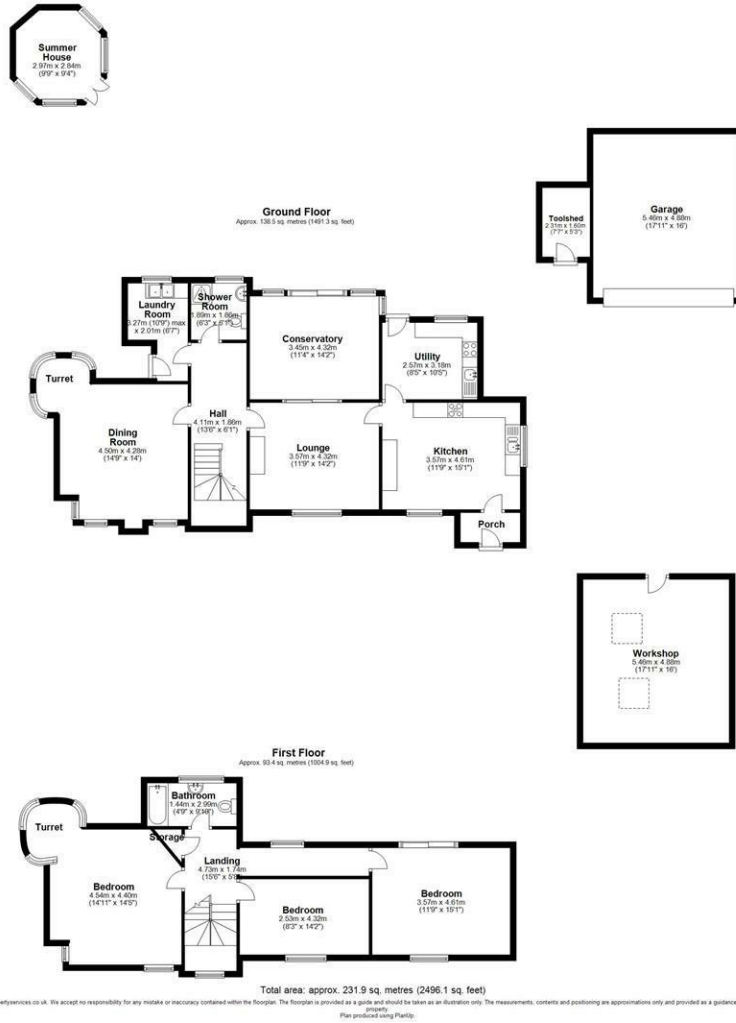 Summer
House
2.97m x 2.84m
(9'9" x 9'4")
Garage
5.46m x 4.88m
(17'11" x 16')
Toolshed
2.31m x 1.60m
(7'7" x 5'3")
Ground Floor
Approx. 138.5 sq. metres (1491.3 sq. feet)
Laundry
Room
3.27m (10'9") max
x 2.01m (6'7")
Shower
Room
1.89m x 1.86m
(6'3" x 6'1")
Conservatory
3.45m x 4.32m
(11'4" x 14'2")
Utility
2.57m x 3.18m
(8'5" x 10'5")
Turret
Dining
Room
4.50m x 4.28m
(14'9" x 14')
Hall
4.11m x 1.86m
(13'6" x 6'1")
Lounge
3.57m x 4.32m
(11'9" x 14'2")
Kitchen
3.57m x 4.61m
(11'9" x 15'1")
Porch
Workshop
5.46m x 4.88m
(17'11" x 16')
First Floor
Approx. 93.4 sq. metres (1004.9 sq. feet)
Bathroom
1.44m x 2.99m
(4'9" x 9'10")
Turret
Storage
Landing
4.73m x 1.74m
(15'6" x 5'8")
Bedroom
4.54m x 4.40m
(14'11" x 14'5")
Bedroom
2.53m x 4.32m
(8'3" x 14'2")
Bedroom
3.57m x 4.61m
(11'9" x 15'1")
Total area: approx. 231.9 sq. metres (2496.1 sq. feet)
ertyservices co uk. We accept no responsibility for any mistake or inaccuracy contained within the floorplan. The floorplan is provided as a guide and should be taken as an illustration only. The measurements, contents and positioning are approximations only and provided as a guidance
property.
Plan produced using PlanUp.